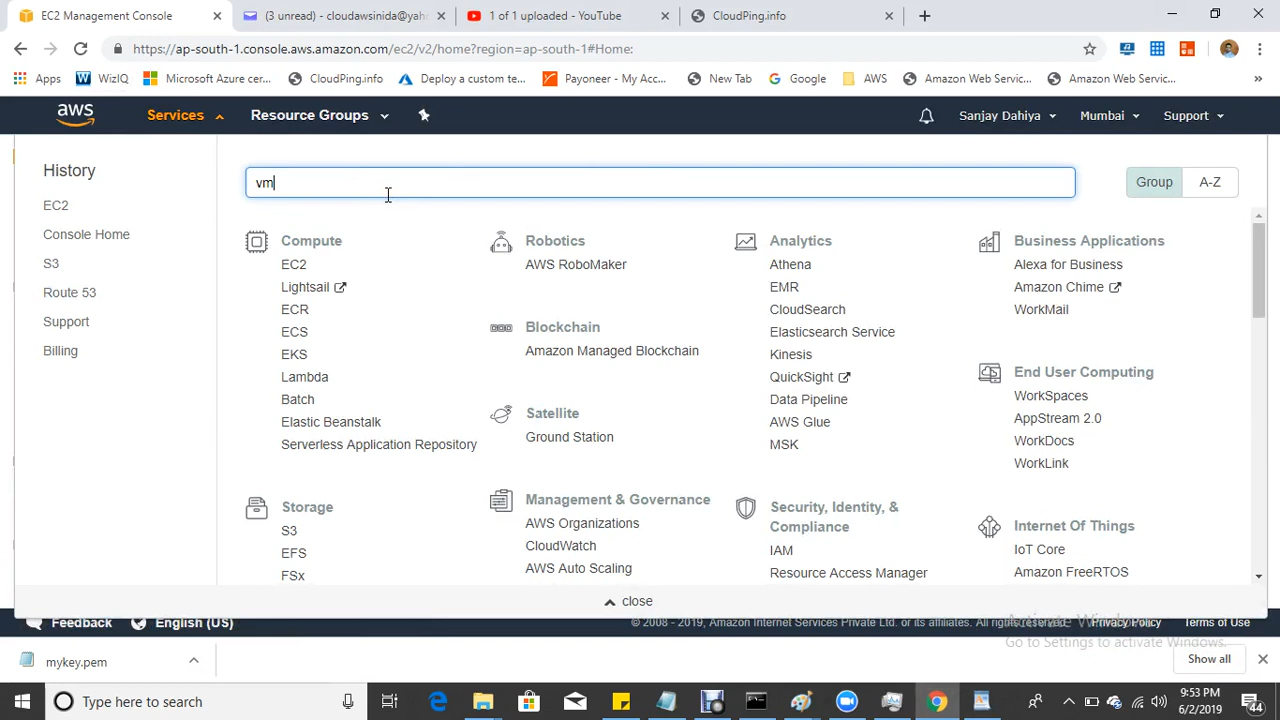 EC2 Management Console
(3 unread) - cloudawsinida@yaho
1 of 1 uploaded - YouTube
CloudPing.info
https://ap-south-1.console.aws.amazon.com/ec2/v2/home?region=ap-south-1#Home:
Apps
WizIQ
Microsoft Azure cer...
CloudPing.info
Deploy a custom te...
Payoneer - My Acc...
New Tab
Google
AWS
Amazon Web Servic...
Amazon Web Servic...
»
aws
Services
Resource Groups
Sanjay Dahiya
Mumbai
Support
History
EC2
Console Home
S3
Route 53
Support
Billing
vm
Group
A-Z
Compute
EC2
Lightsail
ECR
ECS
EKS
Lambda
Batch
Elastic Beanstalk
Serverless Application Repository
Storage
S3
EFS
FSx
Robotics
AWS RoboMaker
Blockchain
Amazon Managed Blockchain
Satellite
Ground Station
Management & Governance
AWS Organizations
CloudWatch
AWS Auto Scaling
Analytics
Athena
EMR
CloudSearch
Elasticsearch Service
Kinesis
QuickSight
Data Pipeline
AWS Glue
MSK
Security, Identity, &
Compliance
IAM
Resource Access Manager
Business Applications
Alexa for Business
Amazon Chime
WorkMail
End User Computing
WorkSpaces
AppStream 2.0
WorkDocs
WorkLink
Internet Of Things
IoT Core
Amazon FreeRTOS
close
Feedback
English (US)
© 2008 - 2019, Amazon Internet Services Private Ltd. or its affiliates. All rights reserved.
Privacy Policy
Terms of Use
Activate Windows
Go to Settings to activate Windows.
mykey.pem
Show all
Type here to search
9:53 PM
6/2/2019
44